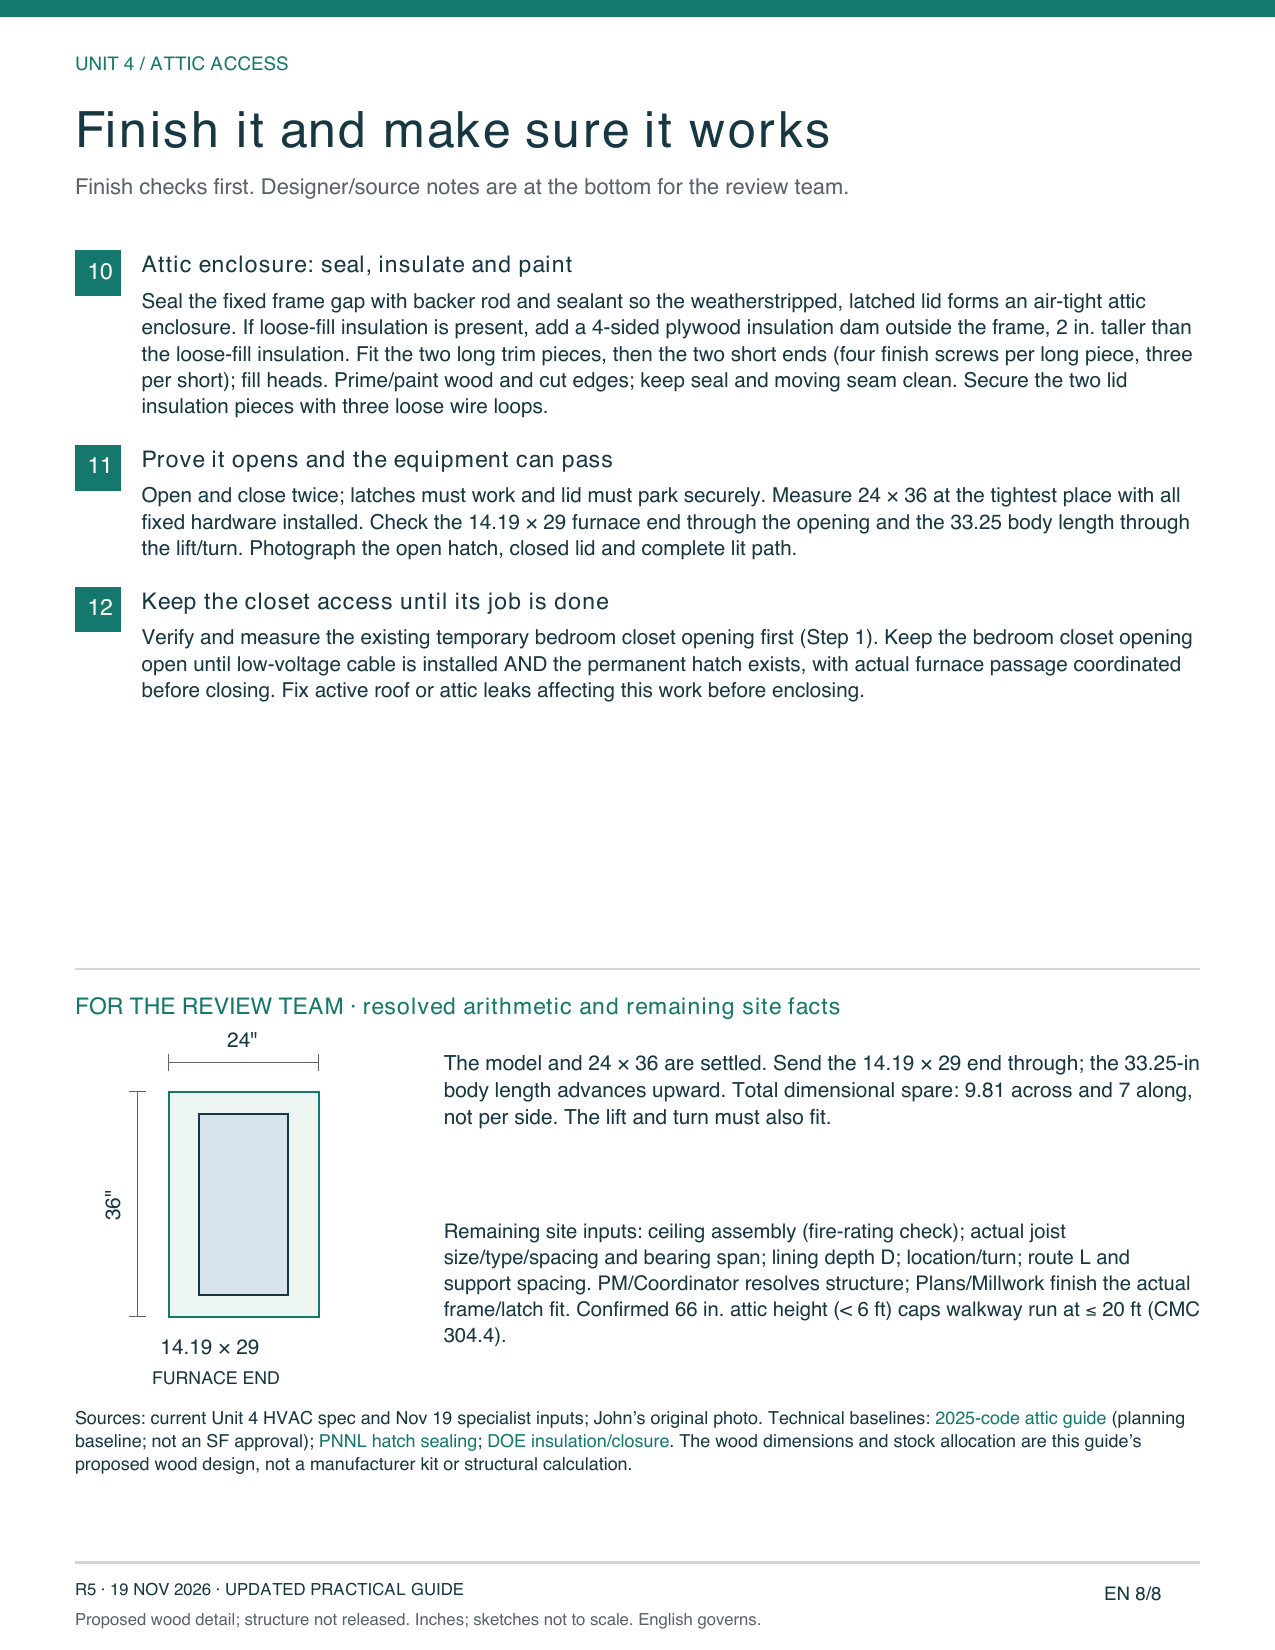 UNIT 4 / ATTIC ACCESS
Finish it and make sure it works
Finish checks first. Designer/source notes are at the bottom for the review team.
10
Attic enclosure: seal, insulate and paint
Seal the fixed frame gap with backer rod and sealant so the weatherstripped, latched lid forms an air-tight attic
enclosure. If loose-fill insulation is present, add a 4-sided plywood insulation dam outside the frame, 2 in. taller than
the loose-fill insulation. Fit the two long trim pieces, then the two short ends (four finish screws per long piece, three
per short); fill heads. Prime/paint wood and cut edges; keep seal and moving seam clean. Secure the two lid
insulation pieces with three loose wire loops.
11
Prove it opens and the equipment can pass
Open and close twice; latches must work and lid must park securely. Measure 24 × 36 at the tightest place with all
fixed hardware installed. Check the 14.19 × 29 furnace end through the opening and the 33.25 body length through
the lift/turn. Photograph the open hatch, closed lid and complete lit path.
12
Keep the closet access until its job is done
Verify and measure the existing temporary bedroom closet opening first (Step 1). Keep the bedroom closet opening
open until low-voltage cable is installed AND the permanent hatch exists, with actual furnace passage coordinated
before closing. Fix active roof or attic leaks affecting this work before enclosing.
FOR THE REVIEW TEAM · resolved arithmetic and remaining site facts
24"
36"
14.19 × 29
FURNACE END
The model and 24 × 36 are settled. Send the 14.19 × 29 end through; the 33.25-in
body length advances upward. Total dimensional spare: 9.81 across and 7 along,
not per side. The lift and turn must also fit.
Remaining site inputs: ceiling assembly (fire-rating check); actual joist
size/type/spacing and bearing span; lining depth D; location/turn; route L and
support spacing. PM/Coordinator resolves structure; Plans/Millwork finish the actual
frame/latch fit. Confirmed 66 in. attic height (< 6 ft) caps walkway run at ≤ 20 ft (CMC
304.4).
Sources: current Unit 4 HVAC spec and Nov 19 specialist inputs; John’s original photo. Technical baselines: 2025-code attic guide (planning
baseline; not an SF approval); PNNL hatch sealing; DOE insulation/closure. The wood dimensions and stock allocation are this guide’s
proposed wood design, not a manufacturer kit or structural calculation.
R5 · 19 NOV 2026 · UPDATED PRACTICAL GUIDE
EN 8/8
Proposed wood detail; structure not released. Inches; sketches not to scale. English governs.